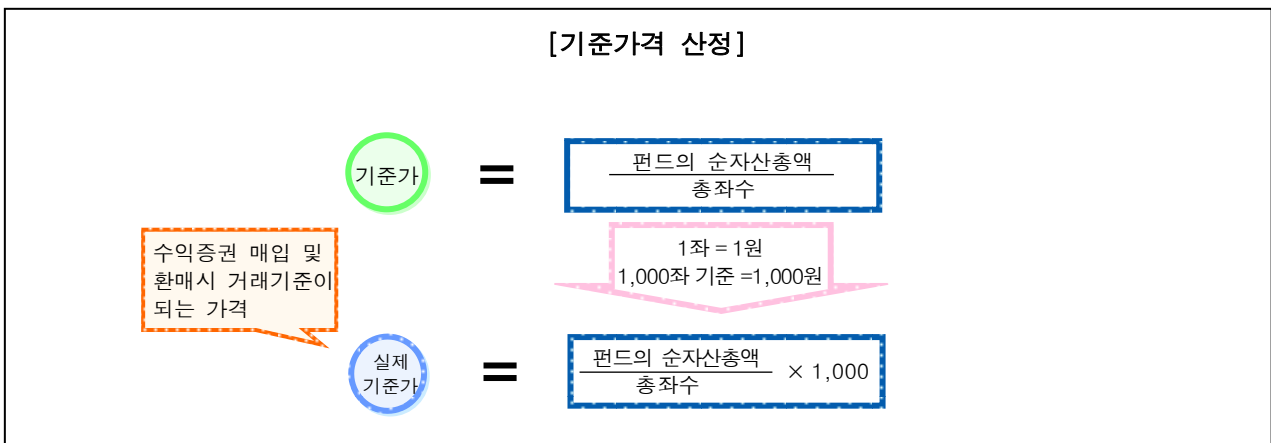 [기준가격 산정]
기준가
=
펀드의 순자산총액
총좌수
수익증권 매입 및
환매시 거래기준이
되는 가격
1좌 = 1원
1,000좌 기준 =1,000원
실제
기준가
=
펀드의 순자산총액
총좌수
× 1,000